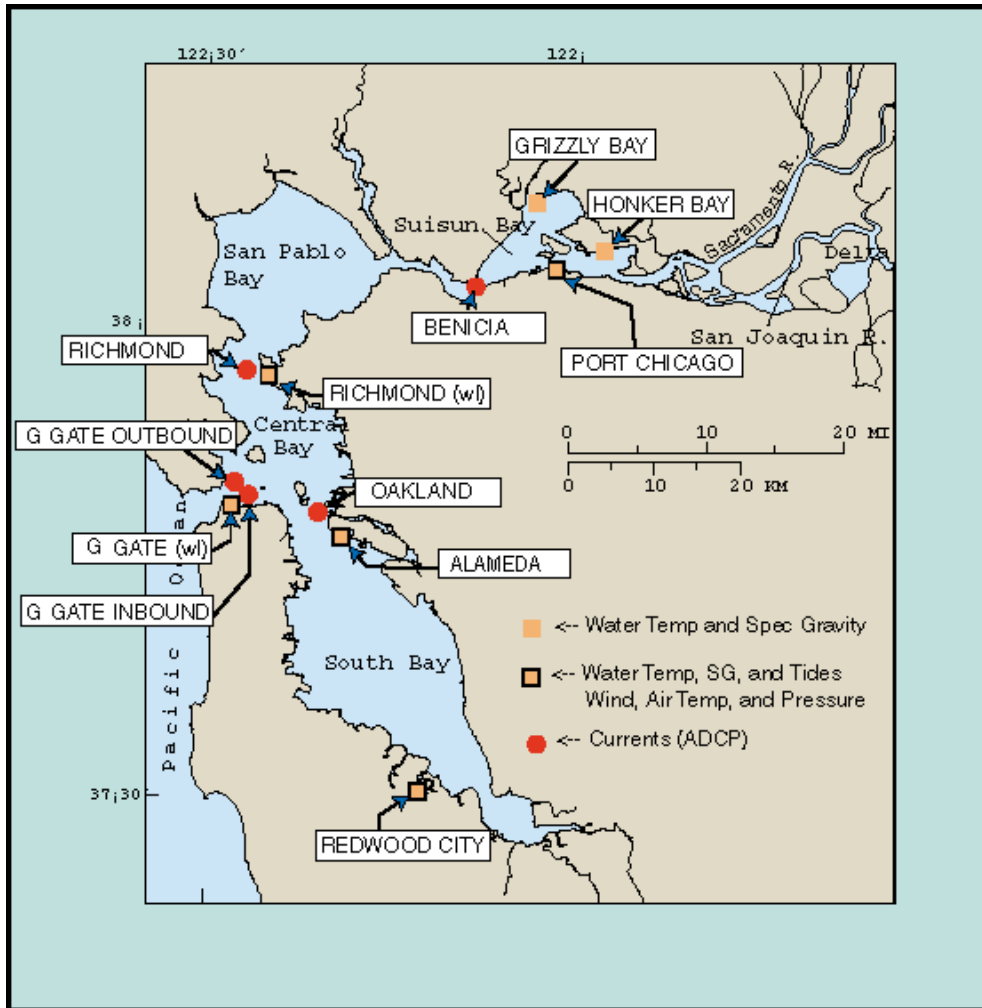 122¡30′
122¡
GRIZZLY BAY
HONKER BAY
Suisun Bay
Sacramento R.
San Pablo
Bay
Delta
38¡
BENICIA
San Joaquin R.
RICHMOND
PORT CHICAGO
RICHMOND (wl)
Central
Bay
G GATE OUTBOUND
0 10 20 MI
0 10 20 KM
OAKLAND
G GATE (wl)
ALAMEDA
G GATE INBOUND
Pacific Ocean
<-- Water Temp and Spec Gravity
South Bay
<-- Water Temp, SG, and Tides
Wind, Air Temp, and Pressure
<-- Currents (ADCP)
37¡30
REDWOOD CITY